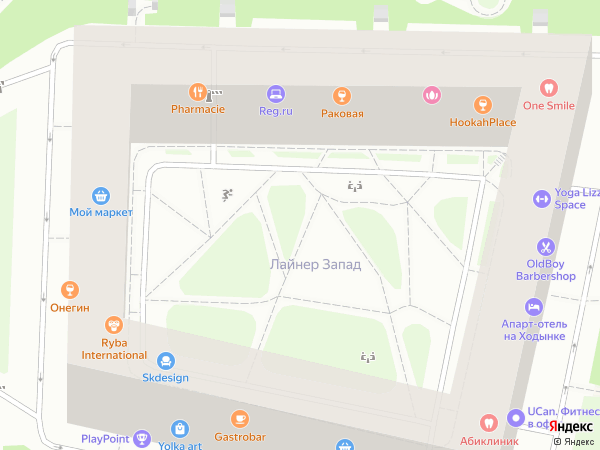 Pharmacie
Reg.ru
Раковая
HookahPlace
One Smile
Мой маркет
Yoga Lizz
Space
OldBoy
Barbershop
Лайнер Запад
Онегин
Апарт-отель
на Ходынке
Ryba
International
Skdesign
UCan. Фитнес
в оф
Яндекс
© Яндекс
Gastrobar
Абиклиник
PlayPoint
Yolka art